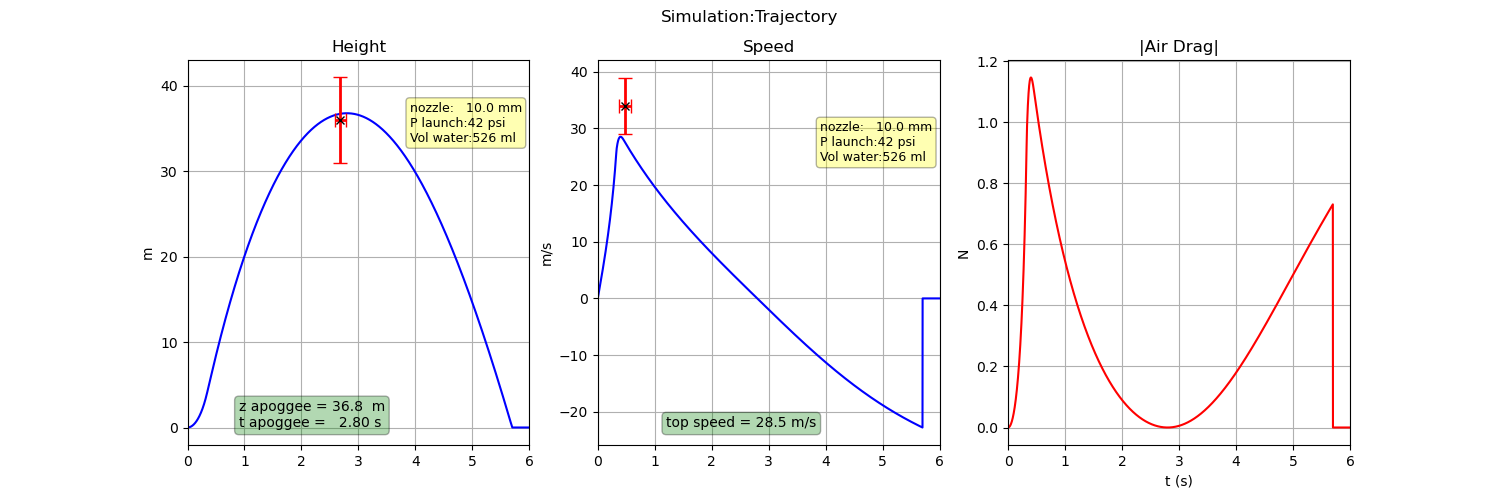 Simulation:Trajectory
Height
m
40
30
20
10
0
0 1 2 3 4 5 6
nozzle:   10.0 mm
P launch:42 psi
Vol water:526 ml
z apoggee = 36.8  m
t apoggee =   2.80 s
Speed
m/s
40
30
20
10
0
−10
−20
0 1 2 3 4 5 6
nozzle:   10.0 mm
P launch:42 psi
Vol water:526 ml
top speed = 28.5 m/s
|Air Drag|
N
1.2
1.0
0.8
0.6
0.4
0.2
0.0
0 1 2 3 4 5 6
t (s)